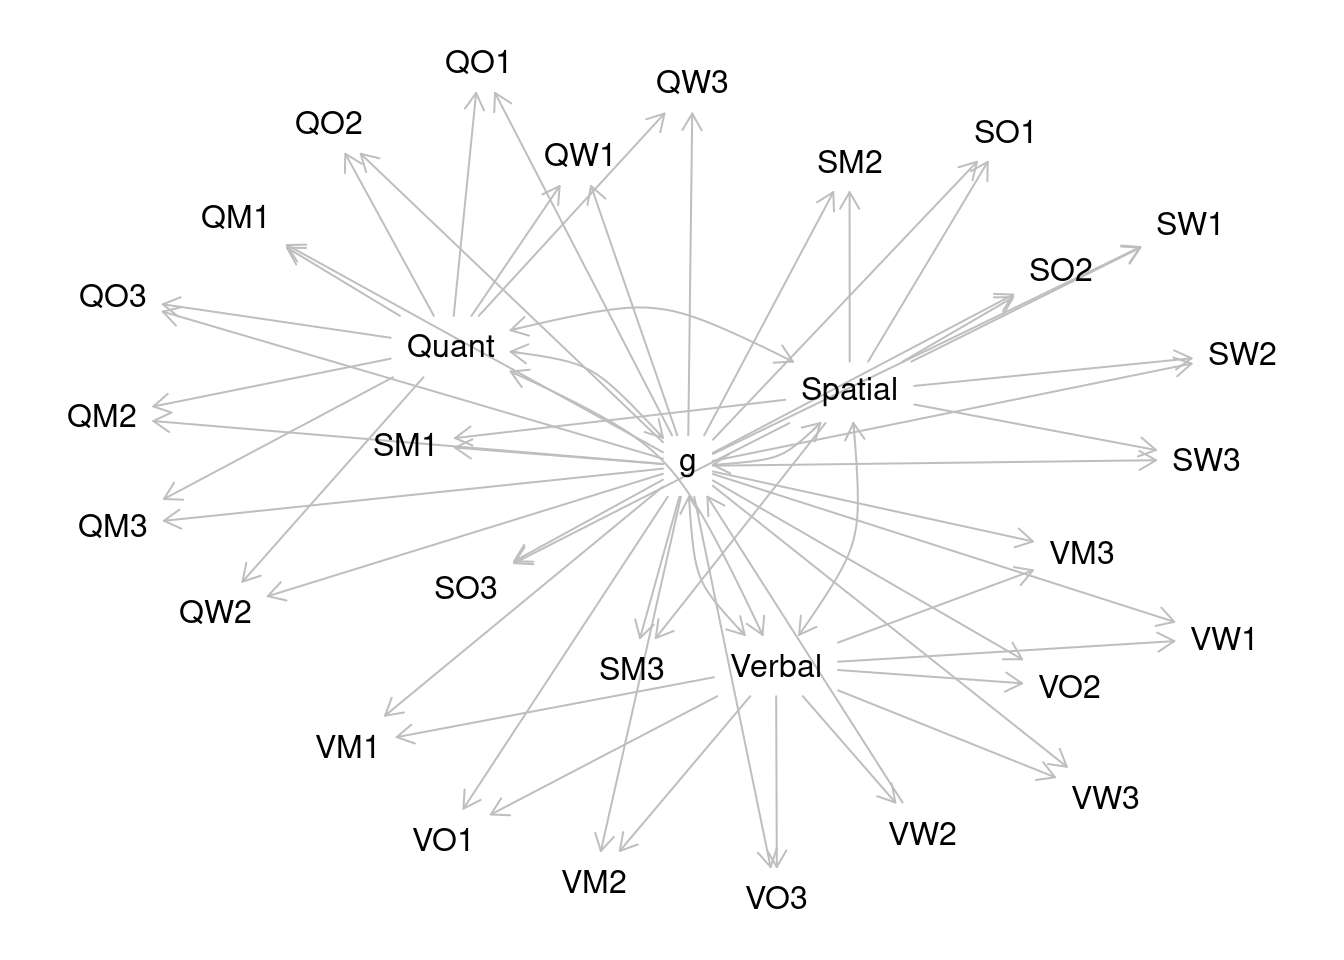 QO1
QW3
QO2
SO1
QW1
SM2
QM1
SW1
SO2
QO3
Quant
SW2
Spatial
QM2
SM1
g
SW3
QM3
VM3
SO3
QW2
VW1
SM3
Verbal
VO2
VM1
VW3
VO1
VW2
VM2
VO3